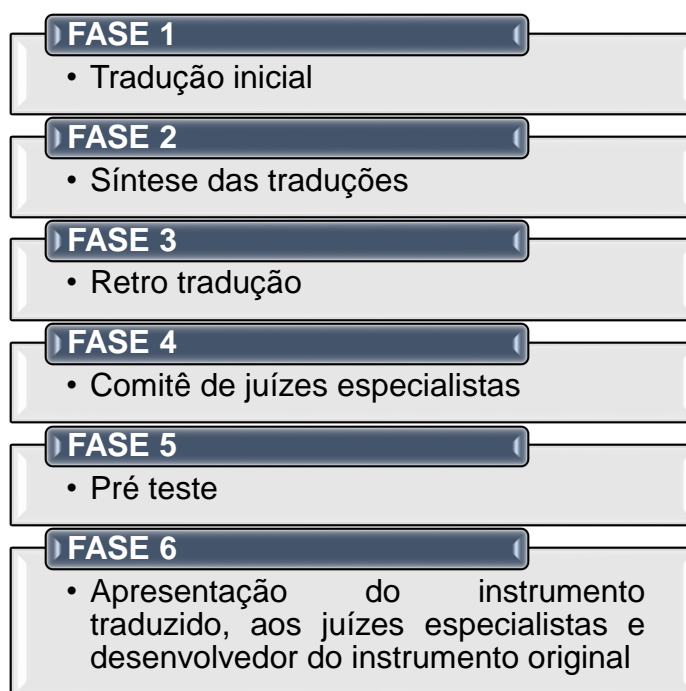 FASE 1
• Tradução inicial
FASE 2
• Síntese das traduções
FASE 3
• Retro tradução
FASE 4
• Comitê de juízes especialistas
FASE 5
• Pré teste
FASE 6
• Apresentação do instrumento
traduzido, aos juízes especialistas e
desenvolvedor do instrumento original